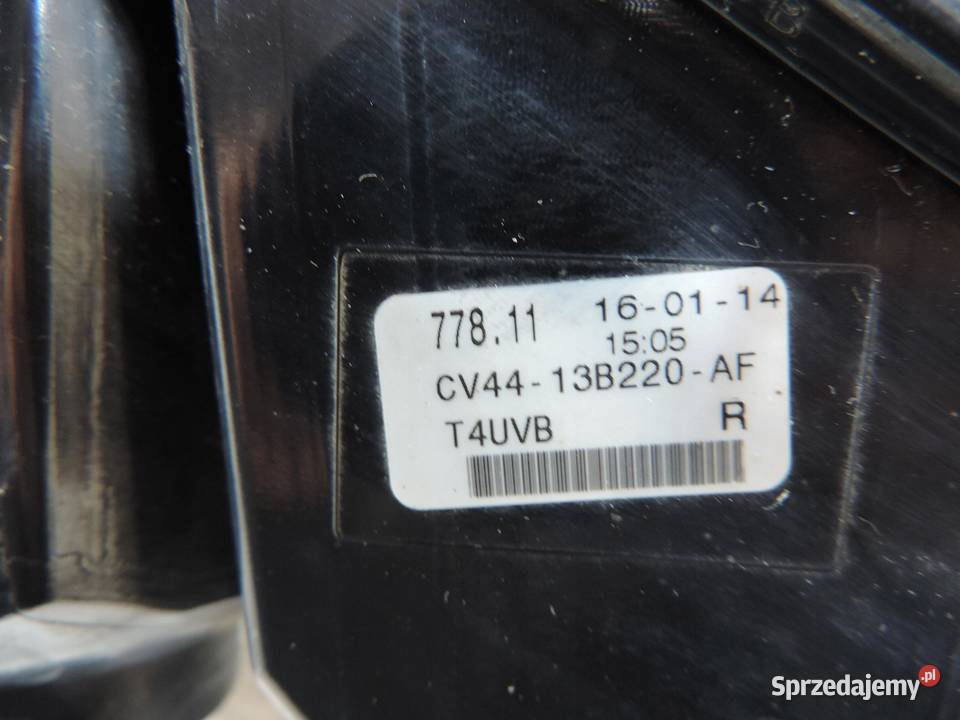 B
778.11 16-01-14
15:05
CV44-13B220-AF
T4UVB R
Sprzedajemy.pl